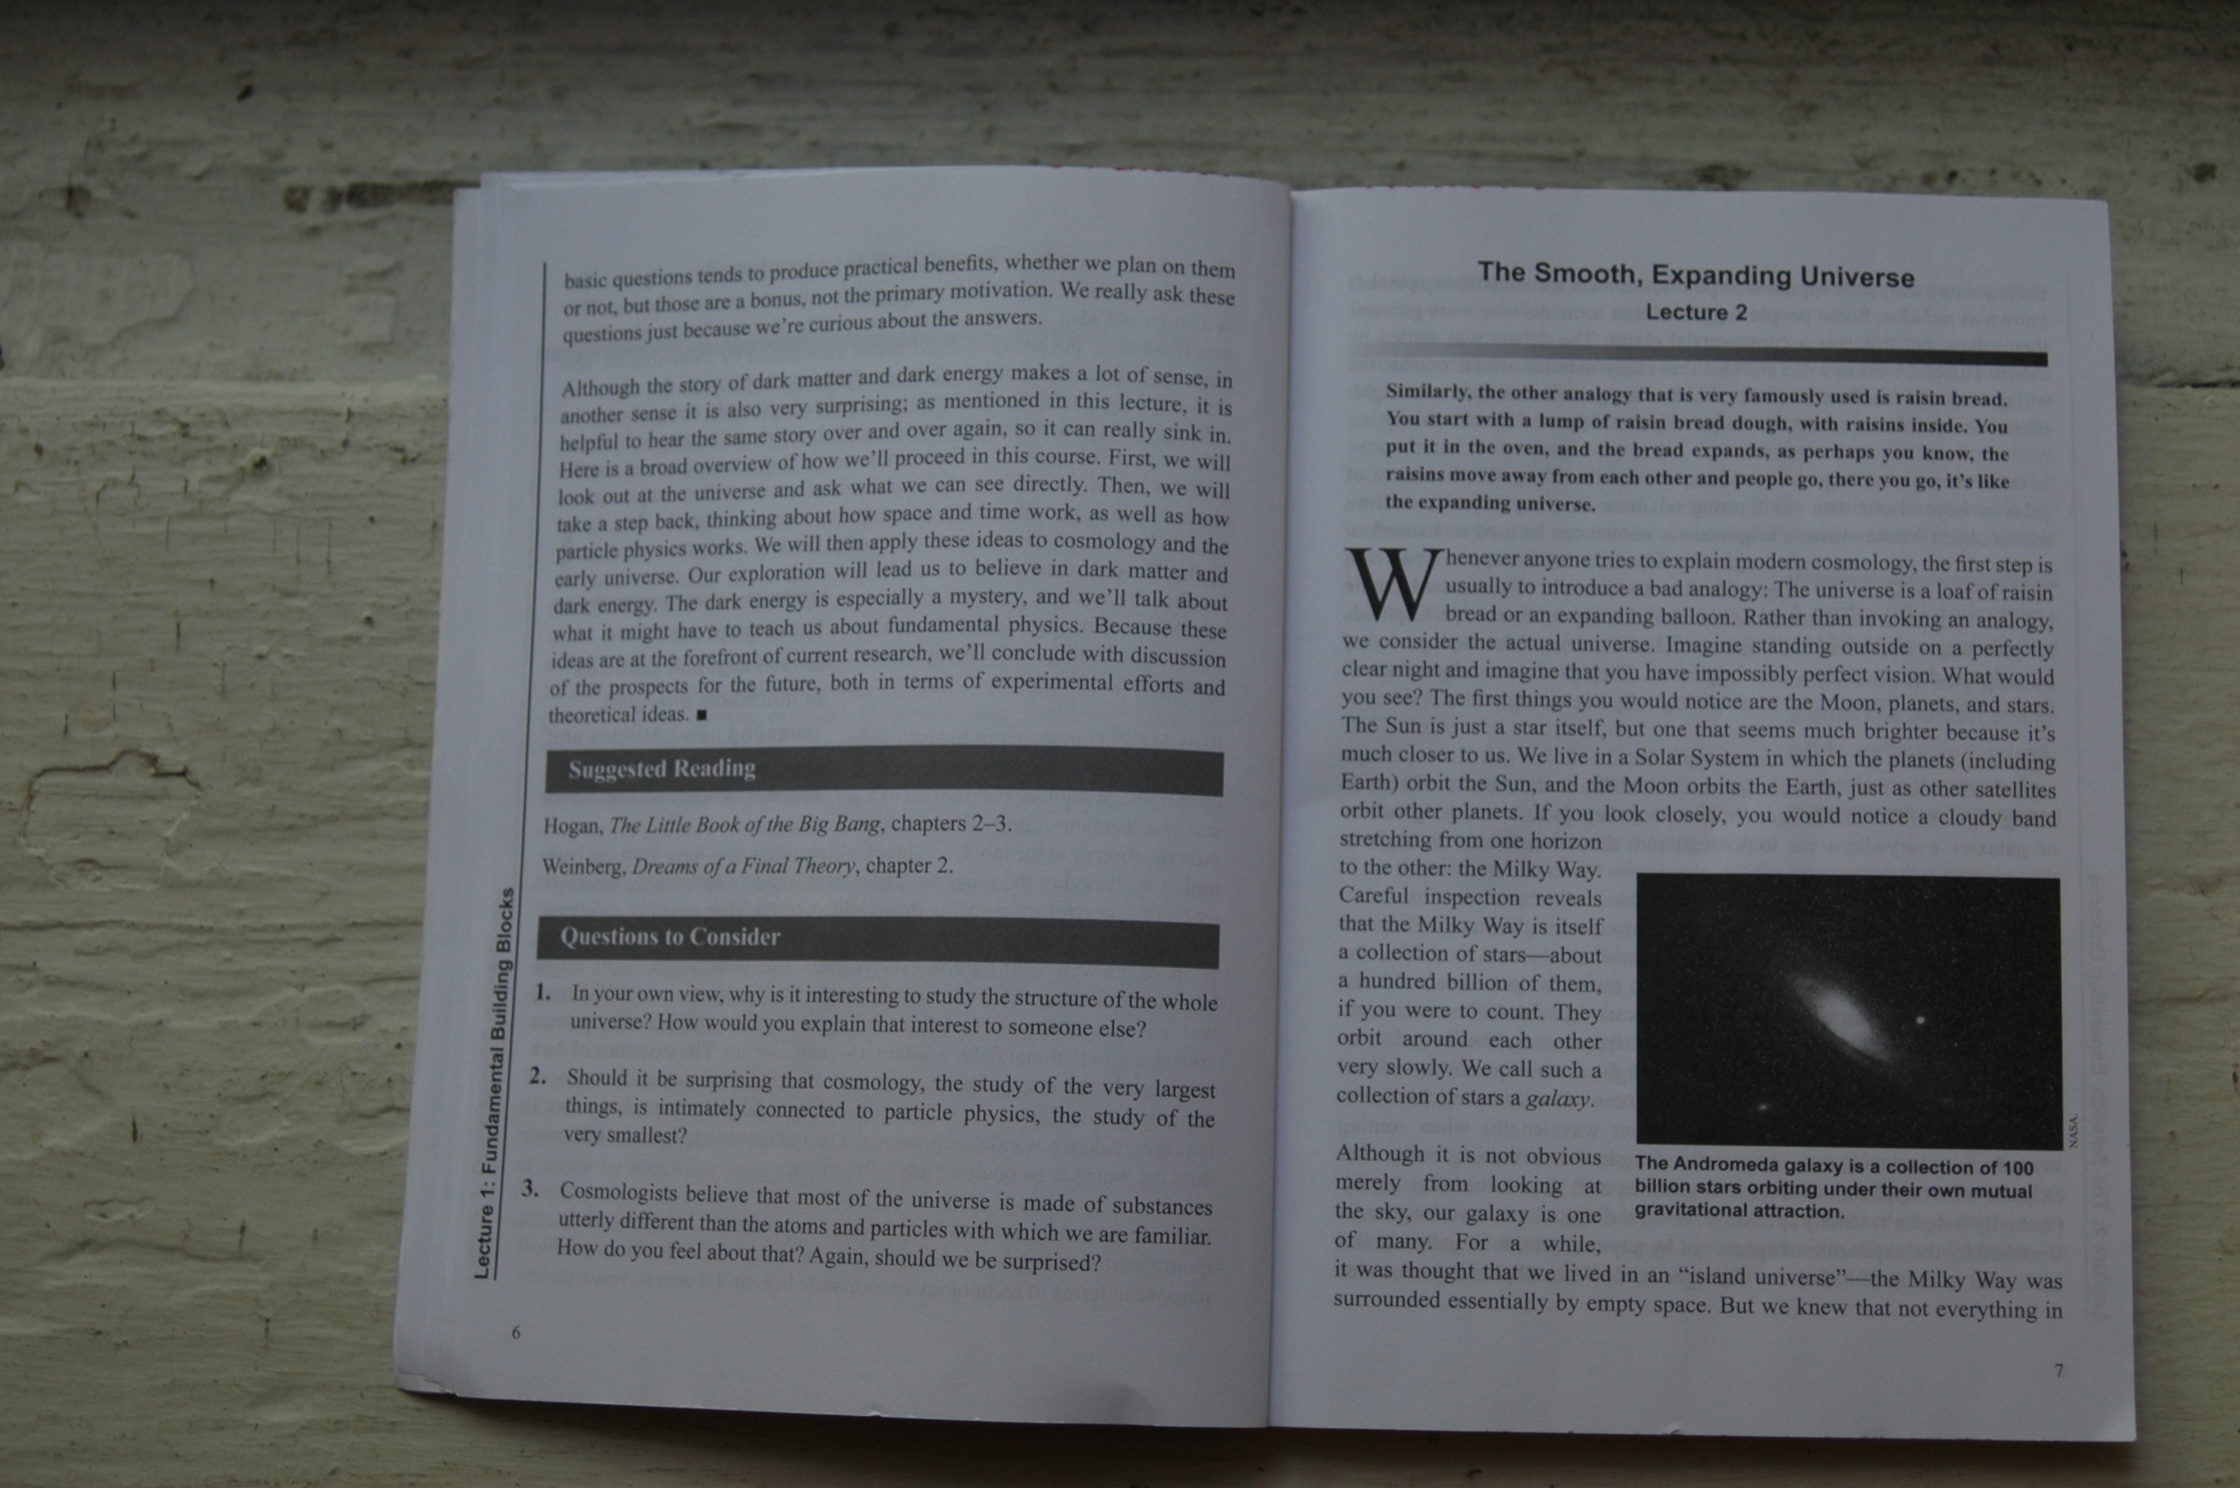 basic questions tends to produce practical benefits, whether we plan on them
or not, but those are a bonus, not the primary motivation. We really ask these
questions just because we're curious about the answers.
Although the story of dark matter and dark energy makes a lot of sense, in
another sense it is also very surprising; as mentioned in this lecture, it is
helpful to hear the same story over and over again, so it can really sink in.
Here is a broad overview of how we'll proceed in this course. First, we will
look out at the universe and ask what we can see directly. Then, we will
take a step back, thinking about how space and time work, as well as how
particle physics works. We will then apply these ideas to cosmology and the
early universe. Our exploration will lead us to believe in dark matter and
dark energy. The dark energy is especially a mystery, and we'll talk about
what it might have to teach us about fundamental physics. Because these
ideas are at the forefront of current research, we'll conclude with discussion
of the prospects for the future, both in terms of experimental efforts and
theoretical ideas. ■
Suggested Reading
Hogan, The Little Book of the Big Bang, chapters 2–3.
Weinberg, Dreams of a Final Theory, chapter 2.
Questions to Consider
1. In your own view, why is it interesting to study the structure of the whole
universe? How would you explain that interest to someone else?
2. Should it be surprising that cosmology, the study of the very largest
things, is intimately connected to particle physics, the study of the
very smallest?
3. Cosmologists believe that most of the universe is made of substances
utterly different than the atoms and particles with which we are familiar.
How do you feel about that? Again, should we be surprised?
Lecture 1: Fundamental Building Blocks
6
The Smooth, Expanding Universe
Lecture 2
Similarly, the other analogy that is very famously used is raisin bread.
You start with a lump of raisin bread dough, with raisins inside. You
put it in the oven, and the bread expands, as perhaps you know, the
raisins move away from each other and people go, there you go, it's like
the expanding universe.
Whenever anyone tries to explain modern cosmology, the first step is
usually to introduce a bad analogy: The universe is a loaf of raisin
bread or an expanding balloon. Rather than invoking an analogy,
we consider the actual universe. Imagine standing outside on a perfectly
clear night and imagine that you have impossibly perfect vision. What would
you see? The first things you would notice are the Moon, planets, and stars.
The Sun is just a star itself, but one that seems much brighter because it's
much closer to us. We live in a Solar System in which the planets (including
Earth) orbit the Sun, and the Moon orbits the Earth, just as other satellites
orbit other planets. If you look closely, you would notice a cloudy band
stretching from one horizon
to the other: the Milky Way.
Careful inspection reveals
that the Milky Way is itself
a collection of stars—about
a hundred billion of them,
if you were to count. They
orbit around each other
very slowly. We call such a
collection of stars a galaxy.
NASA.
The Andromeda galaxy is a collection of 100
billion stars orbiting under their own mutual
gravitational attraction.
Although it is not obvious
merely from looking at
the sky, our galaxy is one
of many. For a while,
it was thought that we lived in an "island universe"—the Milky Way was
surrounded essentially by empty space. But we knew that not everything in
7